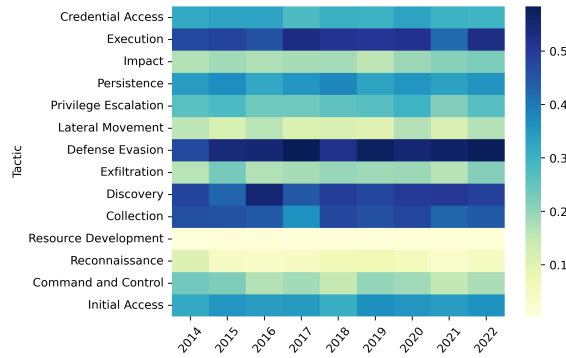 Tactic
Credential Access
Execution
Impact
Persistence
Privilege Escalation
Lateral Movement
Defense Evasion
Exfiltration
Discovery
Collection
Resource Development
Reconnaissance
Command and Control
Initial Access
2014 2015 2016 2017 2018 2019 2020 2021 2022
0.5
0.4
0.3
0.2
0.1